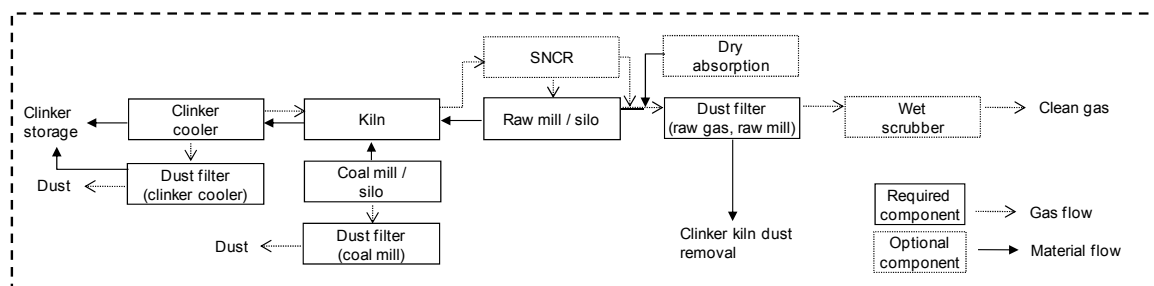 SNCR
Dry
absorption
Clinker
storage
Clinker
cooler
Kiln
Raw mill / silo
Dust filter
(raw gas, raw mill)
Wet
scrubber
Clean gas
Dust
Dust filter
(clinker cooler)
Coal mill /
silo
Dust
Dust filter
(coal mill)
Clinker kiln dust
removal
Required
component
Gas flow
Optional
component
Material flow